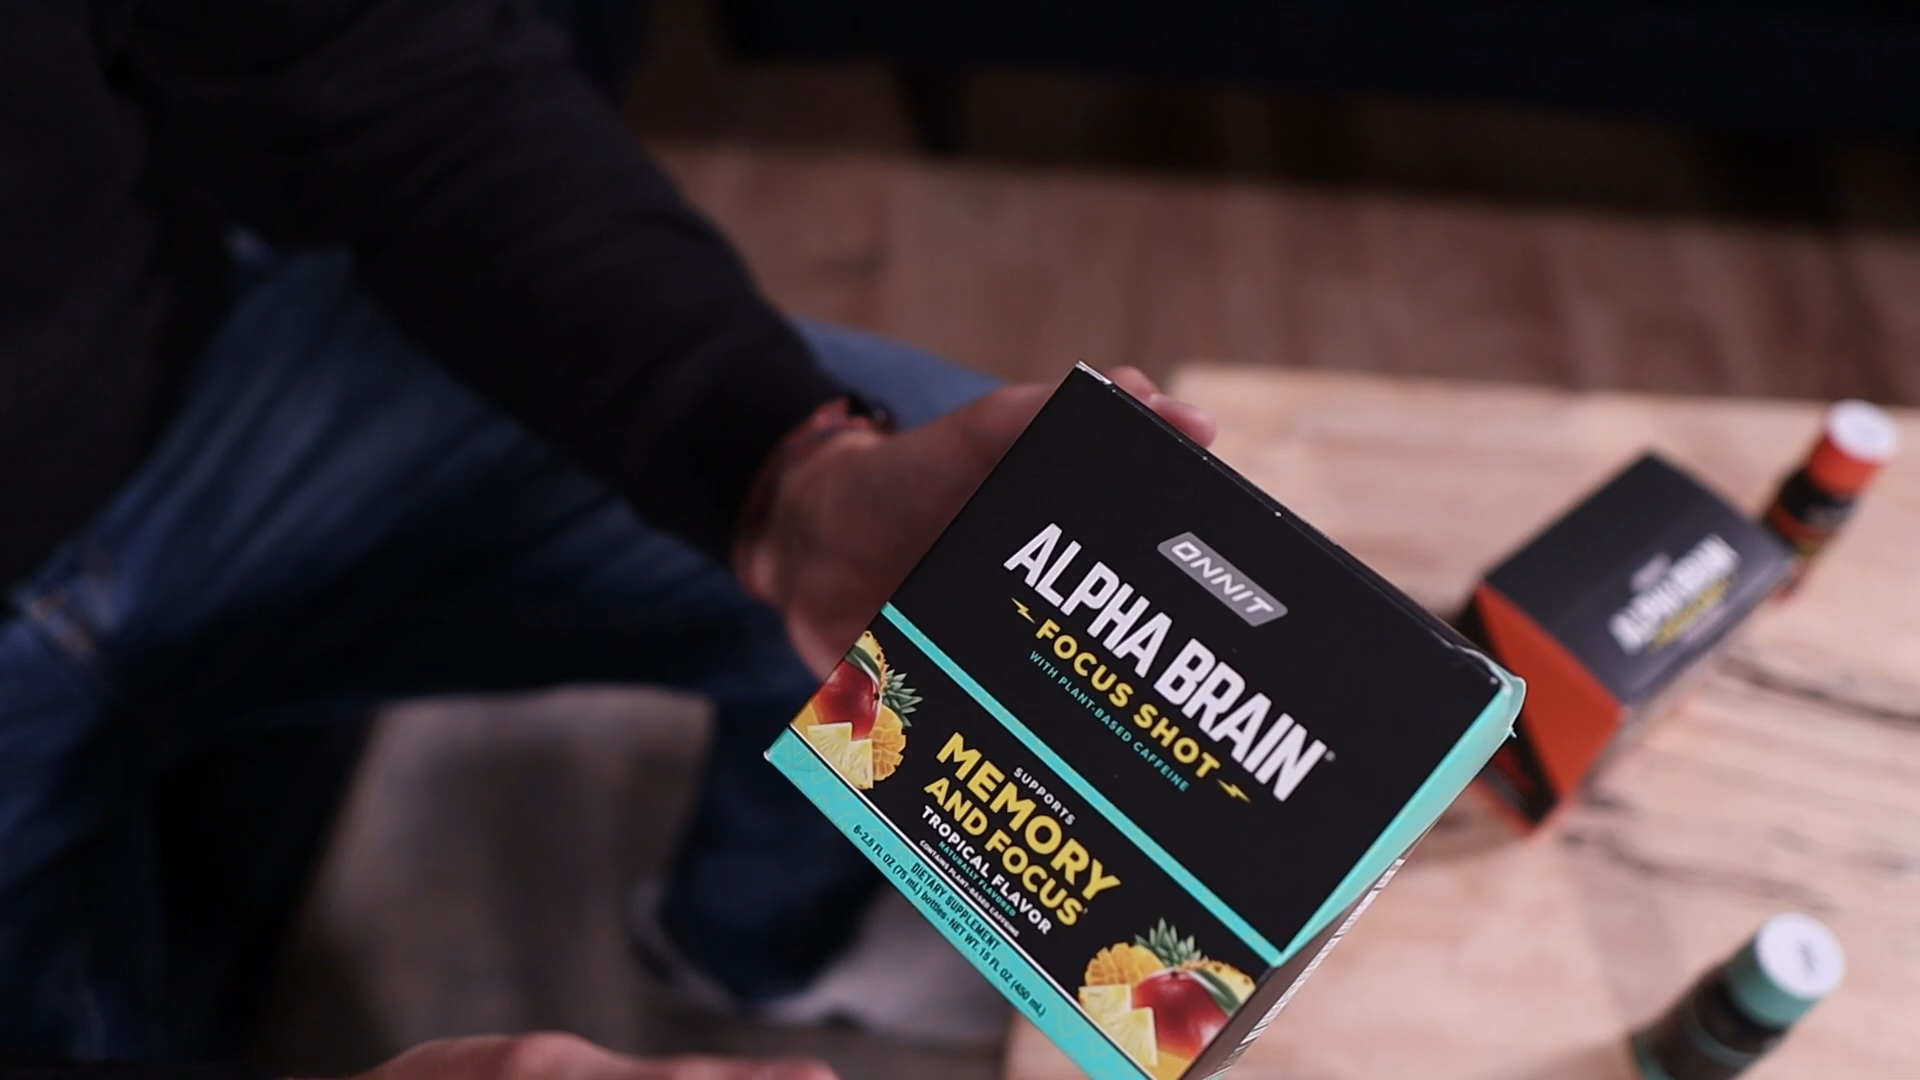 ONNIT
ALPHA BRAIN
FOCUS SHOT
WITH PLANT-BASED CAFFEINE
SUPPORTS
MEMORY
AND FOCUS
TROPICAL FLAVOR
NATURALLY FLAVORED
CONTAINS PLANT-BASED CAFFEINE
DIETARY SUPPLEMENT
6-2.5 FL OZ (75 mL) bottles · NET WT. 15 FL OZ (450 mL)
ALPHA BRAIN